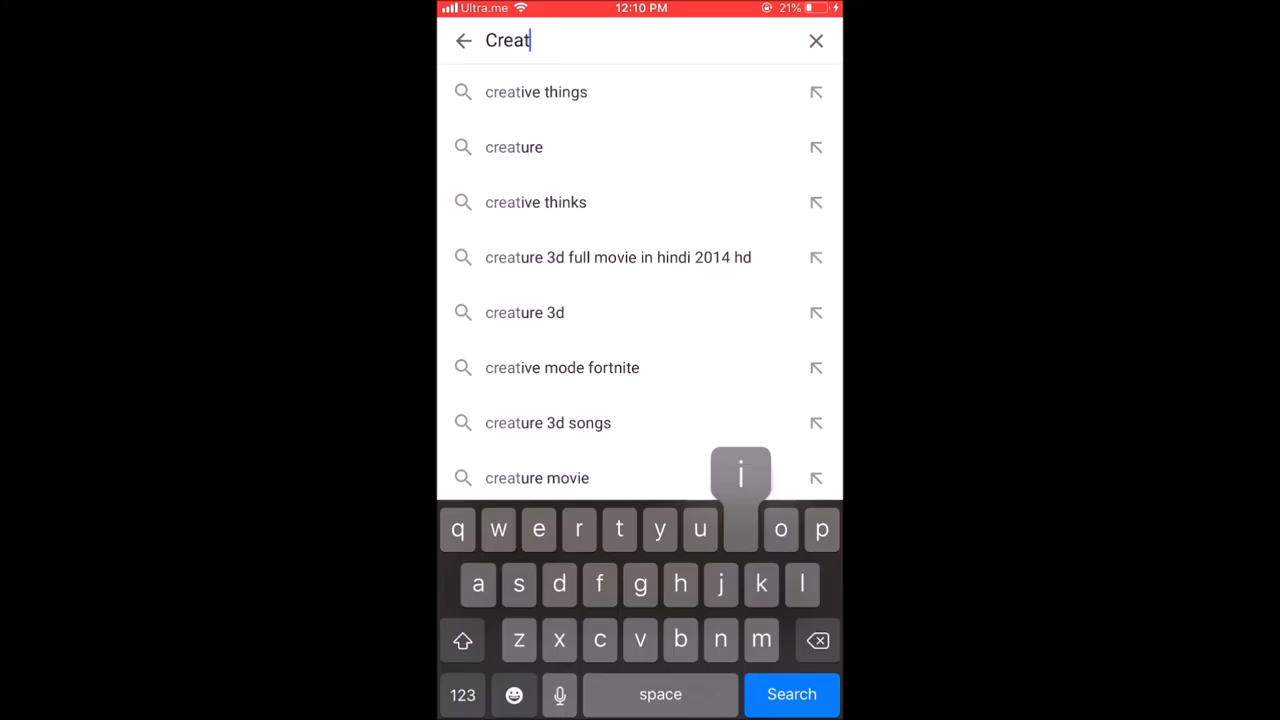 Ultra.me 12:10 PM 21%
Creat
creative things
creature
creative thinks
creature 3d full movie in hindi 2014 hd
creature 3d
creative mode fortnite
creature 3d songs
creature movie
i
q w e r t y u o p
a s d f g h j k l
z x c v b n m
123 space Search